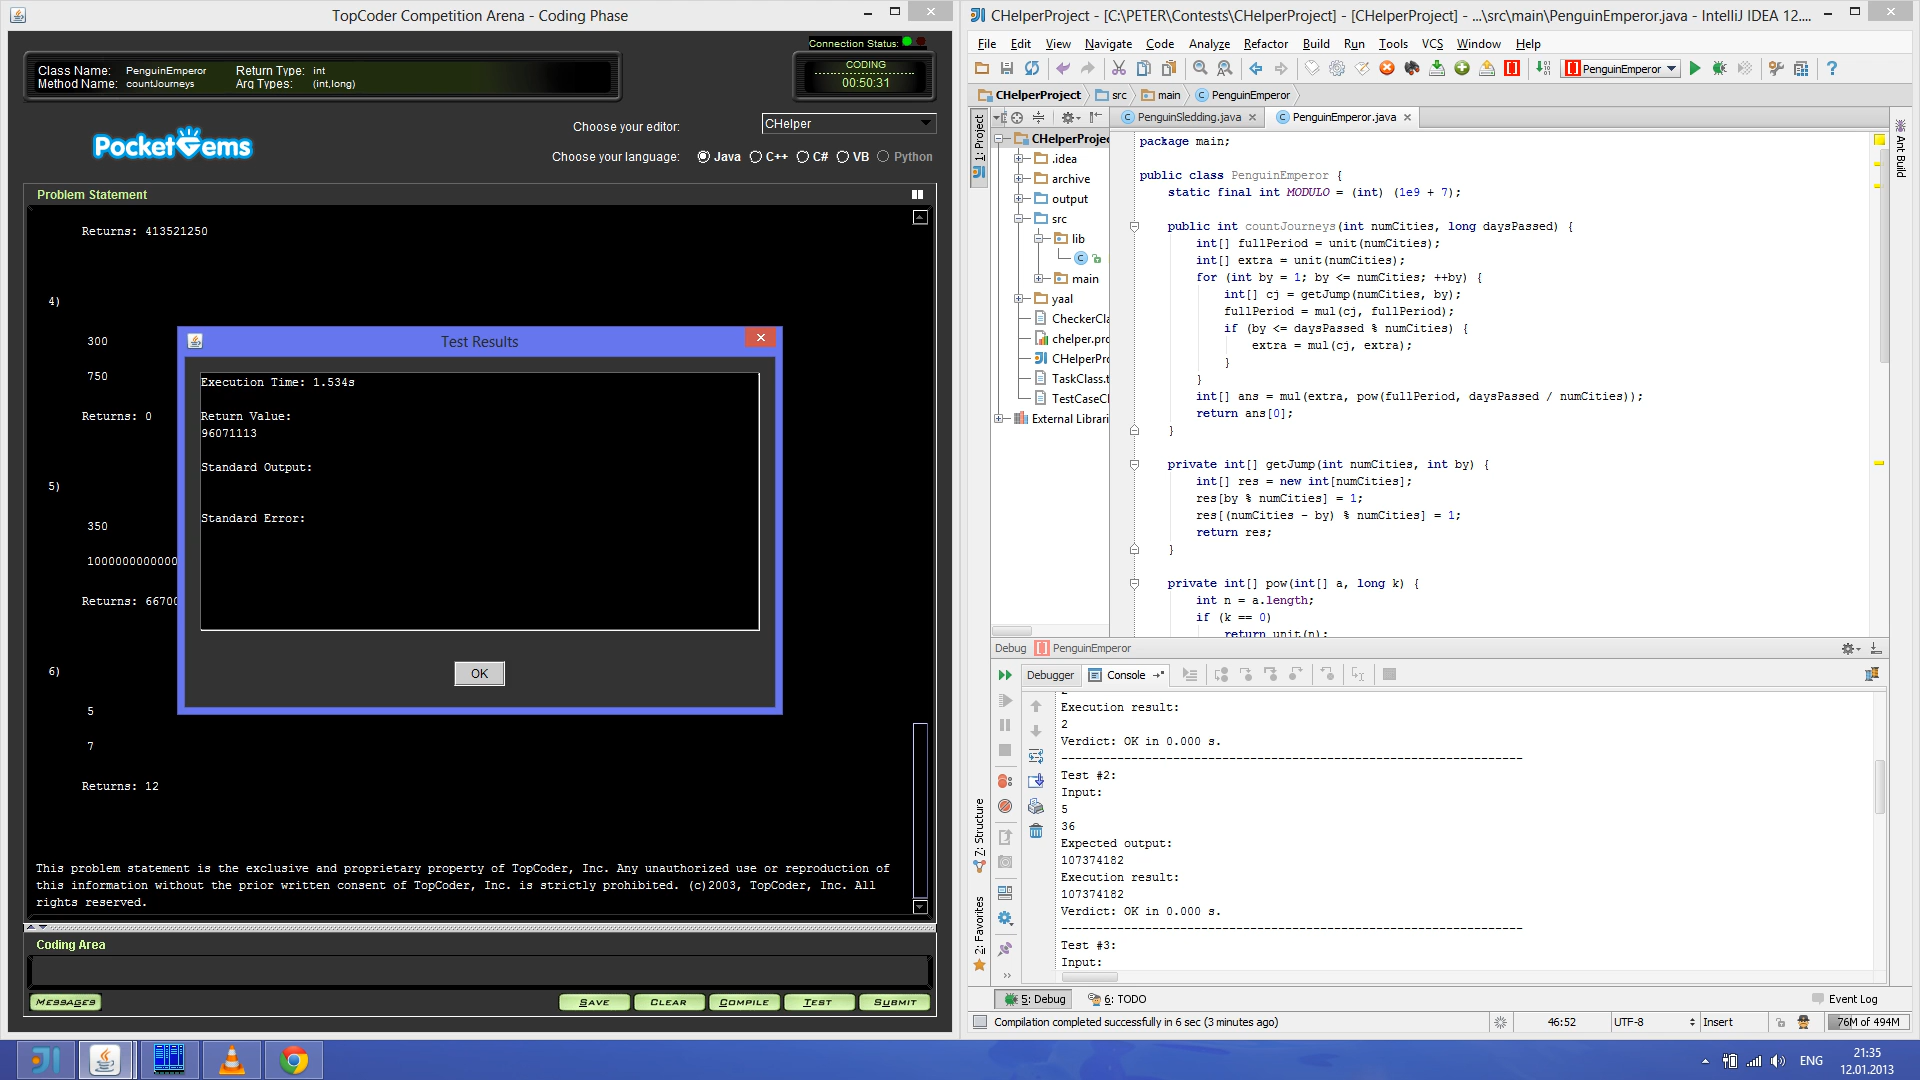 TopCoder Competition Arena - Coding Phase
Connection Status:
Class Name: PenguinEmperor Return Type: int
Method Name: countJourneys Arg Types: (int,long)
CODING
00:50:31
PocketGems
Choose your editor: CHelper
Choose your language: Java C++ C# VB Python
Problem Statement
Returns: 413521250
4)
300
750
Returns: 0
5)
350
1000000000000
Returns: 66700
6)
5
7
Returns: 12
This problem statement is the exclusive and proprietary property of TopCoder, Inc. Any unauthorized use or reproduction of
this information without the prior written consent of TopCoder, Inc. is strictly prohibited. (c)2003, TopCoder, Inc. All
rights reserved.
Test Results
Execution Time: 1.534s
Return Value:
96071113
Standard Output:
Standard Error:
OK
Coding Area
MESSAGES SAVE CLEAR COMPILE TEST SUBMIT
CHelperProject - [C:\PETER\Contests\CHelperProject] - [CHelperProject] - ...\src\main\PenguinEmperor.java - IntelliJ IDEA 12....
File Edit View Navigate Code Analyze Refactor Build Run Tools VCS Window Help
PenguinEmperor
CHelperProject src main PenguinEmperor
1: Project
PenguinSledding.java PenguinEmperor.java
Ant Build
CHelperProjec
.idea
archive
output
src
lib
main
yaal
CheckerCla
chelper.pro
CHelperPro
TaskClass.t
TestCaseCl
External Librari
package main;
public class PenguinEmperor {
static final int MODULO = (int) (1e9 + 7);
public int countJourneys(int numCities, long daysPassed) {
int[] fullPeriod = unit(numCities);
int[] extra = unit(numCities);
for (int by = 1; by <= numCities; ++by) {
int[] cj = getJump(numCities, by);
fullPeriod = mul(cj, fullPeriod);
if (by <= daysPassed % numCities) {
extra = mul(cj, extra);
}
}
int[] ans = mul(extra, pow(fullPeriod, daysPassed / numCities));
return ans[0];
}
private int[] getJump(int numCities, int by) {
int[] res = new int[numCities];
res[by % numCities] = 1;
res[(numCities - by) % numCities] = 1;
return res;
}
private int[] pow(int[] a, long k) {
int n = a.length;
if (k == 0)
return unit(n);
Debug PenguinEmperor
Debugger Console
7: Structure
2: Favorites
Execution result:
2
Verdict: OK in 0.000 s.
------------------------------------------------------------------
Test #2:
Input:
5
36
Expected output:
107374182
Execution result:
107374182
Verdict: OK in 0.000 s.
------------------------------------------------------------------
Test #3:
Input:
5: Debug 6: TODO Event Log
Compilation completed successfully in 6 sec (3 minutes ago) 46:52 UTF-8 Insert 76M of 494M
ENG
21:35
12.01.2013